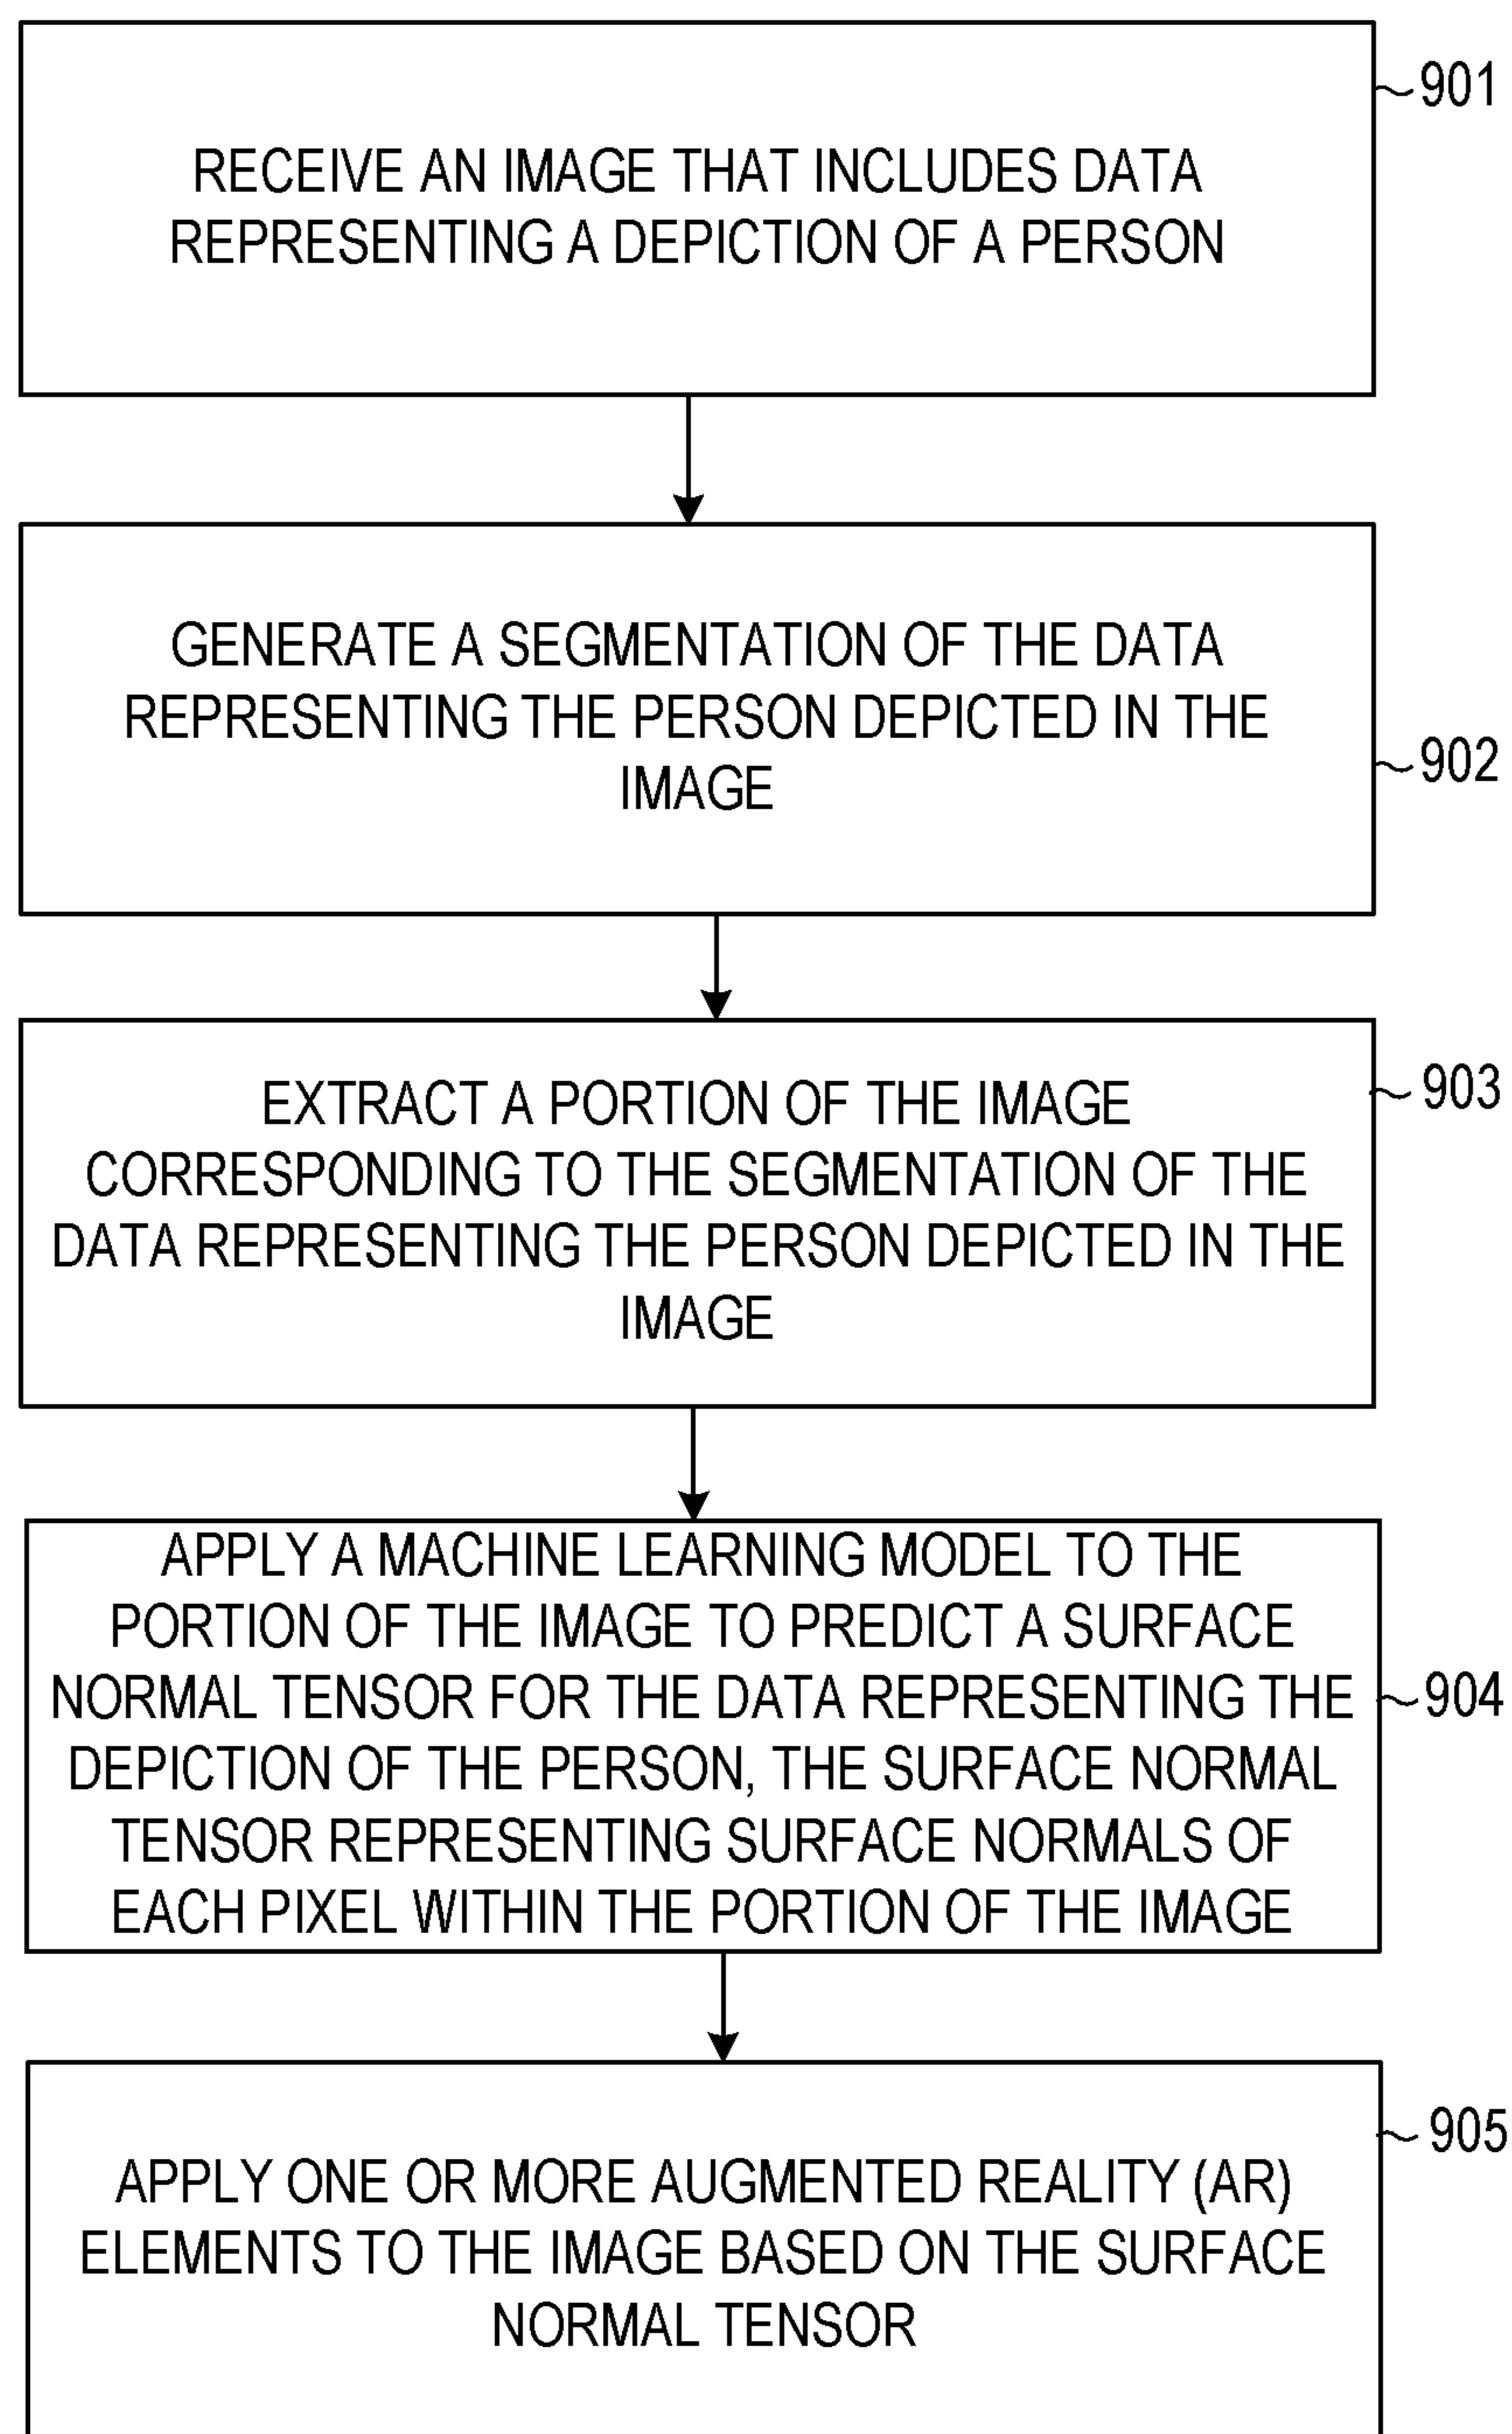 901
RECEIVE AN IMAGE THAT INCLUDES DATA
REPRESENTING A DEPICTION OF A PERSON
GENERATE A SEGMENTATION OF THE DATA
REPRESENTING THE PERSON DEPICTED IN THE
IMAGE
902
903
EXTRACT A PORTION OF THE IMAGE
CORRESPONDING TO THE SEGMENTATION OF THE
DATA REPRESENTING THE PERSON DEPICTED IN THE
IMAGE
APPLY A MACHINE LEARNING MODEL TO THE
PORTION OF THE IMAGE TO PREDICT A SURFACE
NORMAL TENSOR FOR THE DATA REPRESENTING THE
904
DEPICTION OF THE PERSON, THE SURFACE NORMAL
TENSOR REPRESENTING SURFACE NORMALS OF
EACH PIXEL WITHIN THE PORTION OF THE IMAGE
905
APPLY ONE OR MORE AUGMENTED REALITY (AR)
ELEMENTS TO THE IMAGE BASED ON THE SURFACE
NORMAL TENSOR